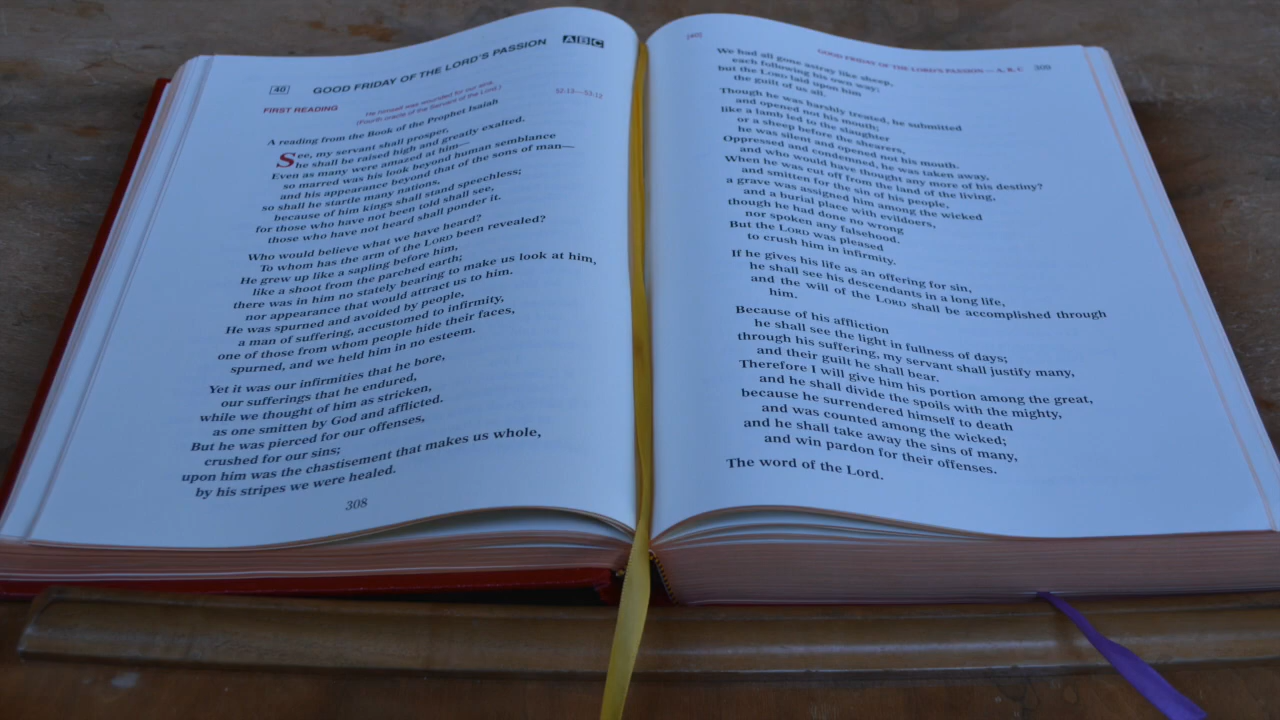 [40] GOOD FRIDAY OF THE LORD'S PASSION A B C
FIRST READING He himself was wounded for our sins. 52:13—53:12
(Fourth oracle of the Servant of the Lord.)
A reading from the Book of the Prophet Isaiah
See, my servant shall prosper,
he shall be raised high and greatly exalted.
Even as many were amazed at him—
so marred was his look beyond human semblance
and his appearance beyond that of the sons of man—
so shall he startle many nations,
because of him kings shall stand speechless;
for those who have not been told shall see,
those who have not heard shall ponder it.
Who would believe what we have heard?
To whom has the arm of the LORD been revealed?
He grew up like a sapling before him,
like a shoot from the parched earth;
there was in him no stately bearing to make us look at him,
nor appearance that would attract us to him.
He was spurned and avoided by people,
a man of suffering, accustomed to infirmity,
one of those from whom people hide their faces,
spurned, and we held him in no esteem.
Yet it was our infirmities that he bore,
our sufferings that he endured,
while we thought of him as stricken,
as one smitten by God and afflicted.
But he was pierced for our offenses,
crushed for our sins;
upon him was the chastisement that makes us whole,
by his stripes we were healed.
308
[40] GOOD FRIDAY OF THE LORD'S PASSION — A, B, C 309
We had all gone astray like sheep,
each following his own way;
but the LORD laid upon him
the guilt of us all.
Though he was harshly treated, he submitted
and opened not his mouth;
like a lamb led to the slaughter
or a sheep before the shearers,
he was silent and opened not his mouth.
Oppressed and condemned, he was taken away,
and who would have thought any more of his destiny?
When he was cut off from the land of the living,
and smitten for the sin of his people,
a grave was assigned him among the wicked
and a burial place with evildoers,
though he had done no wrong
nor spoken any falsehood.
But the LORD was pleased
to crush him in infirmity.
If he gives his life as an offering for sin,
he shall see his descendants in a long life,
and the will of the LORD shall be accomplished through
him.
Because of his affliction
he shall see the light in fullness of days;
through his suffering, my servant shall justify many,
and their guilt he shall bear.
Therefore I will give him his portion among the great,
and he shall divide the spoils with the mighty,
because he surrendered himself to death
and was counted among the wicked;
and he shall take away the sins of many,
and win pardon for their offenses.
The word of the Lord.